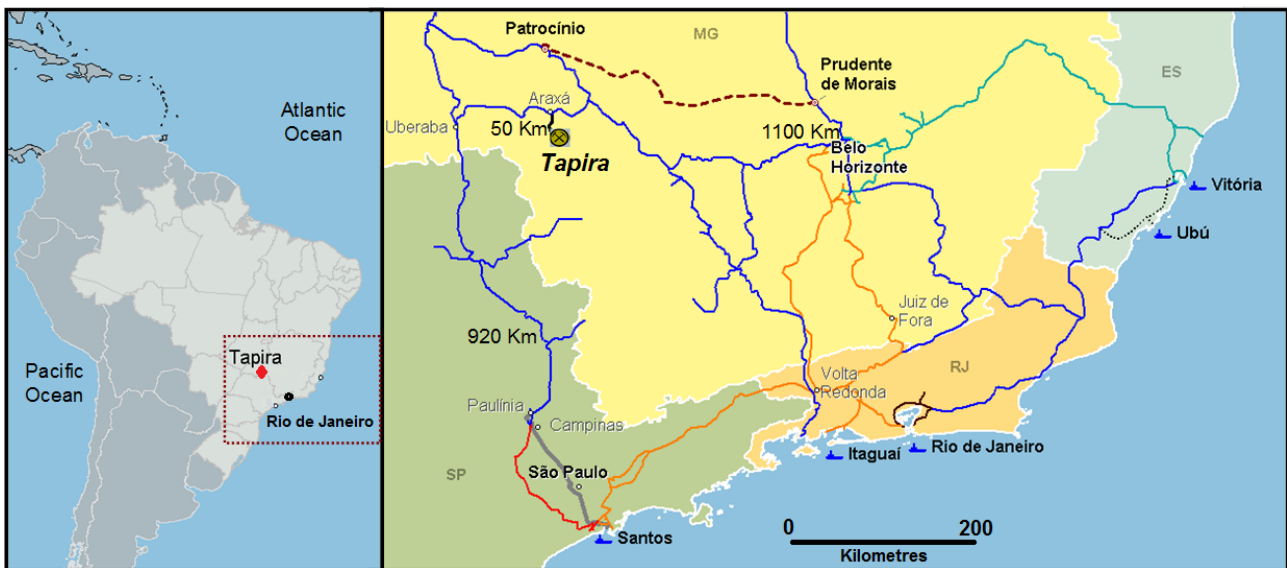 Atlantic
Ocean
Tapira
Pacific
Ocean
Rio de Janeiro
Patrocínio
MG
Prudente
de Morais
ES
Araxá
Uberaba
50 Km
Tapira
1100 Km
Belo
Horizonte
Vitória
Ubú
Juiz de
Fora
920 Km
RJ
Volta
Redonda
Paulínia
Campinas
Itaguaí
Rio de Janeiro
SP
São Paulo
Santos
0
200
Kilometres